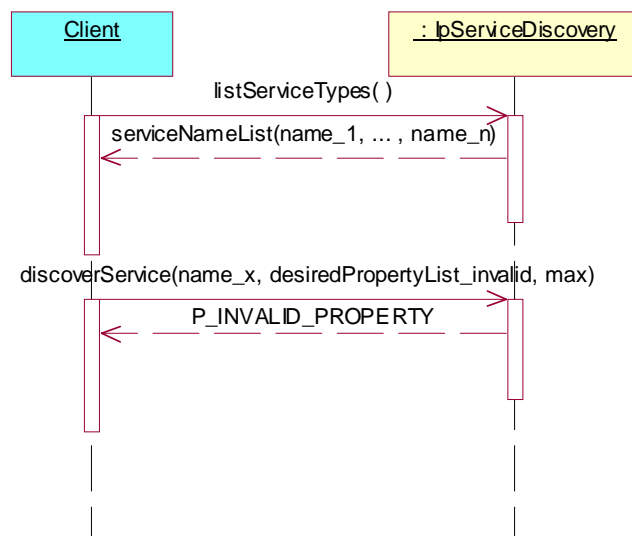 Client
: IpServiceDiscovery
listServiceTypes( )
serviceNameList(name_1, ... , name_n)
discoverService(name_x, desiredPropertyList_invalid, max)
P_INVALID_PROPERTY